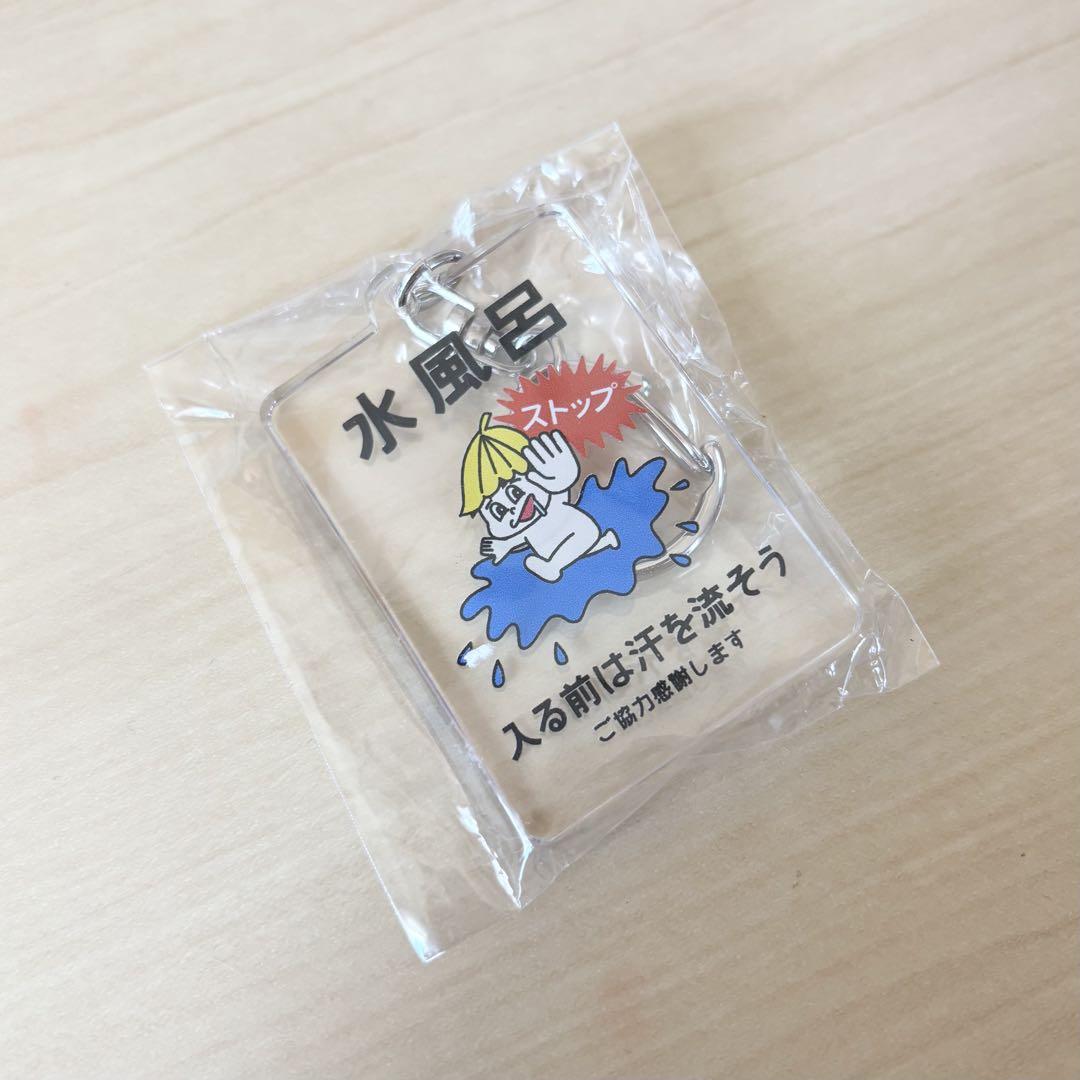 水風呂
ストップ
入る前は汗を流そう
ご協力感謝します